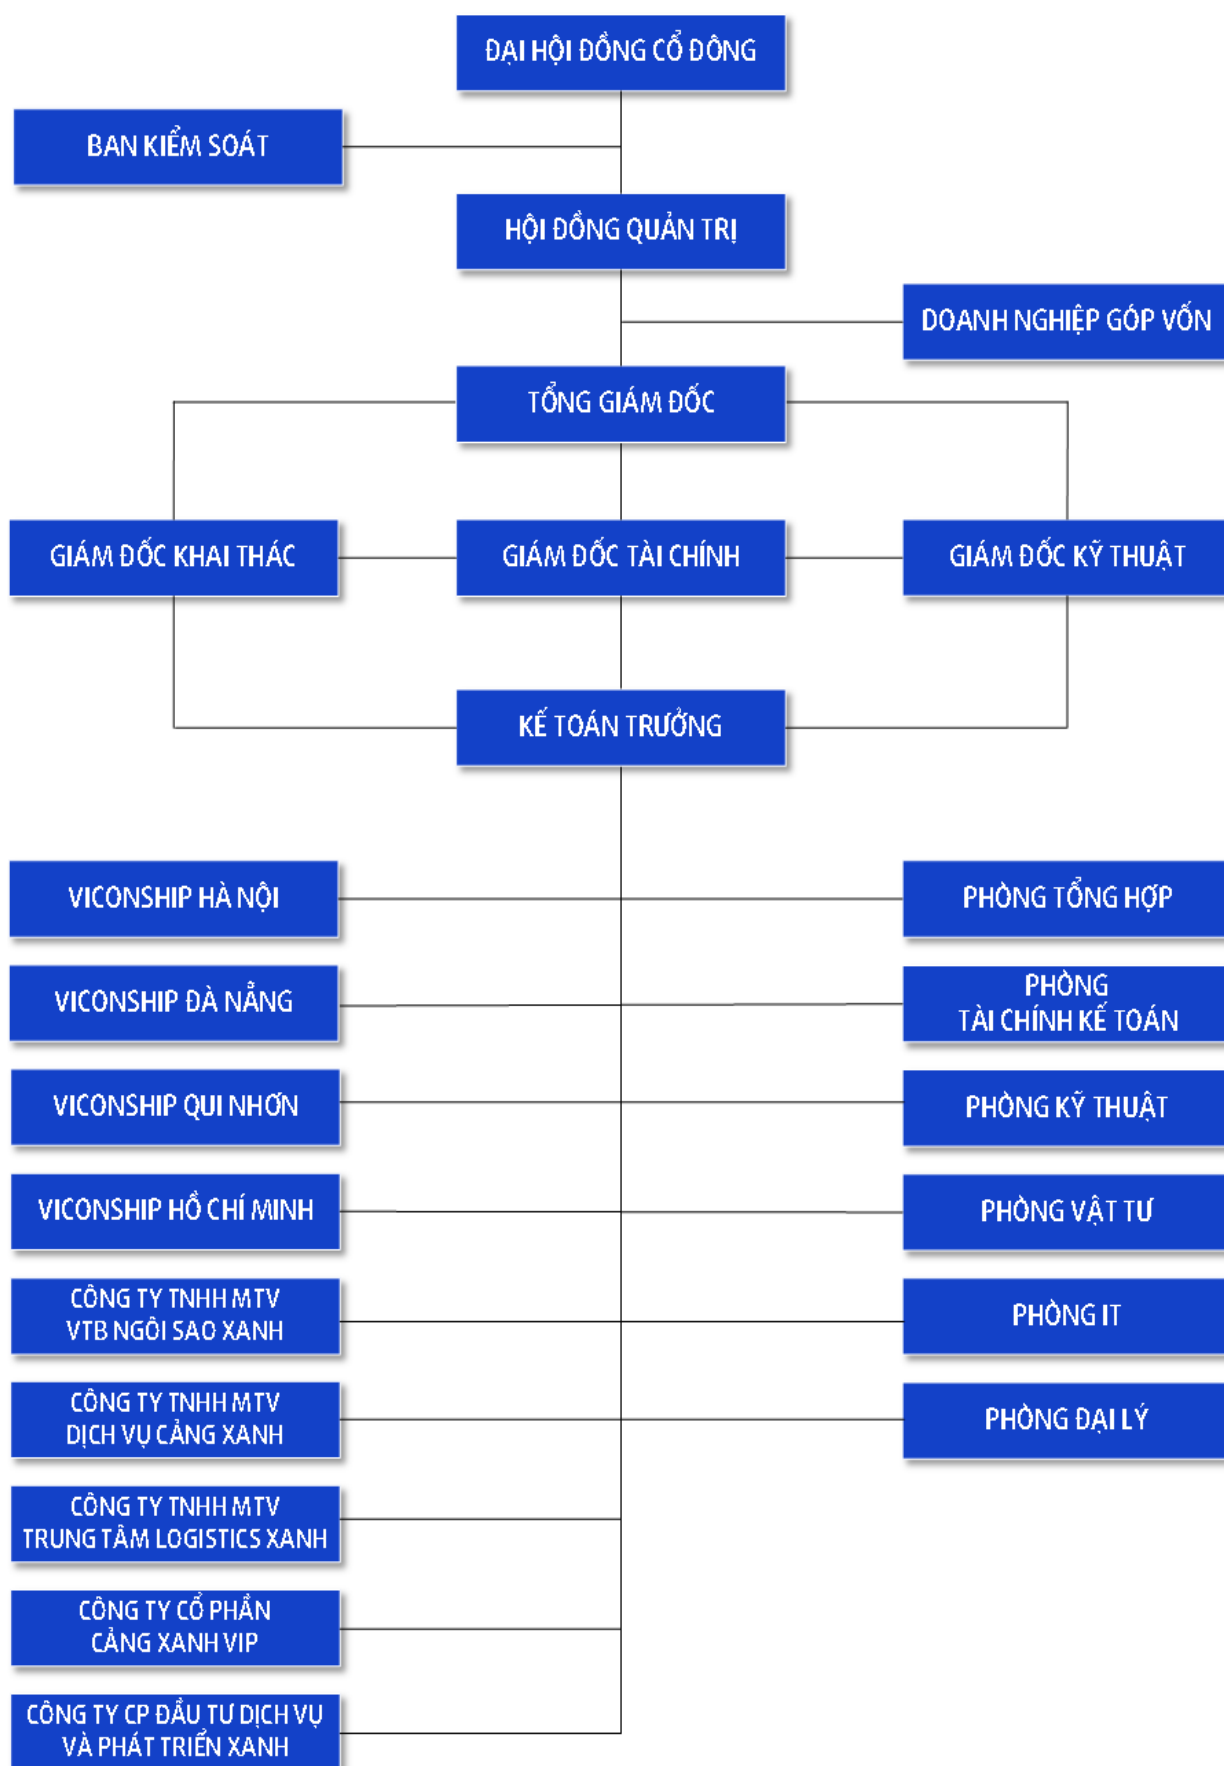 ĐẠI HỘI ĐỒNG CỔ ĐÔNG
BAN KIỂM SOÁT
HỘI ĐỒNG QUẢN TRỊ
DOANH NGHIỆP GÓP VỐN
TỔNG GIÁM ĐỐC
GIÁM ĐỐC KHAI THÁC
GIÁM ĐỐC TÀI CHÍNH
GIÁM ĐỐC KỸ THUẬT
KẾ TOÁN TRƯỞNG
VICONSHIP HÀ NỘI
PHÒNG TỔNG HỢP
VICONSHIP ĐÀ NẴNG
PHÒNG
TÀI CHÍNH KẾ TOÁN
VICONSHIP QUI NHƠN
PHÒNG KỸ THUẬT
VICONSHIP HỒ CHÍ MINH
PHÒNG VẬT TƯ
CÔNG TY TNHH MTV
VTB NGÔI SAO XANH
PHÒNG IT
CÔNG TY TNHH MTV
DỊCH VỤ CẢNG XANH
PHÒNG ĐẠI LÝ
CÔNG TY TNHH MTV
TRUNG TÂM LOGISTICS XANH
CÔNG TY CỔ PHẦN
CẢNG XANH VIP
CÔNG TY CP ĐẦU TƯ DỊCH VỤ
VÀ PHÁT TRIỂN XANH